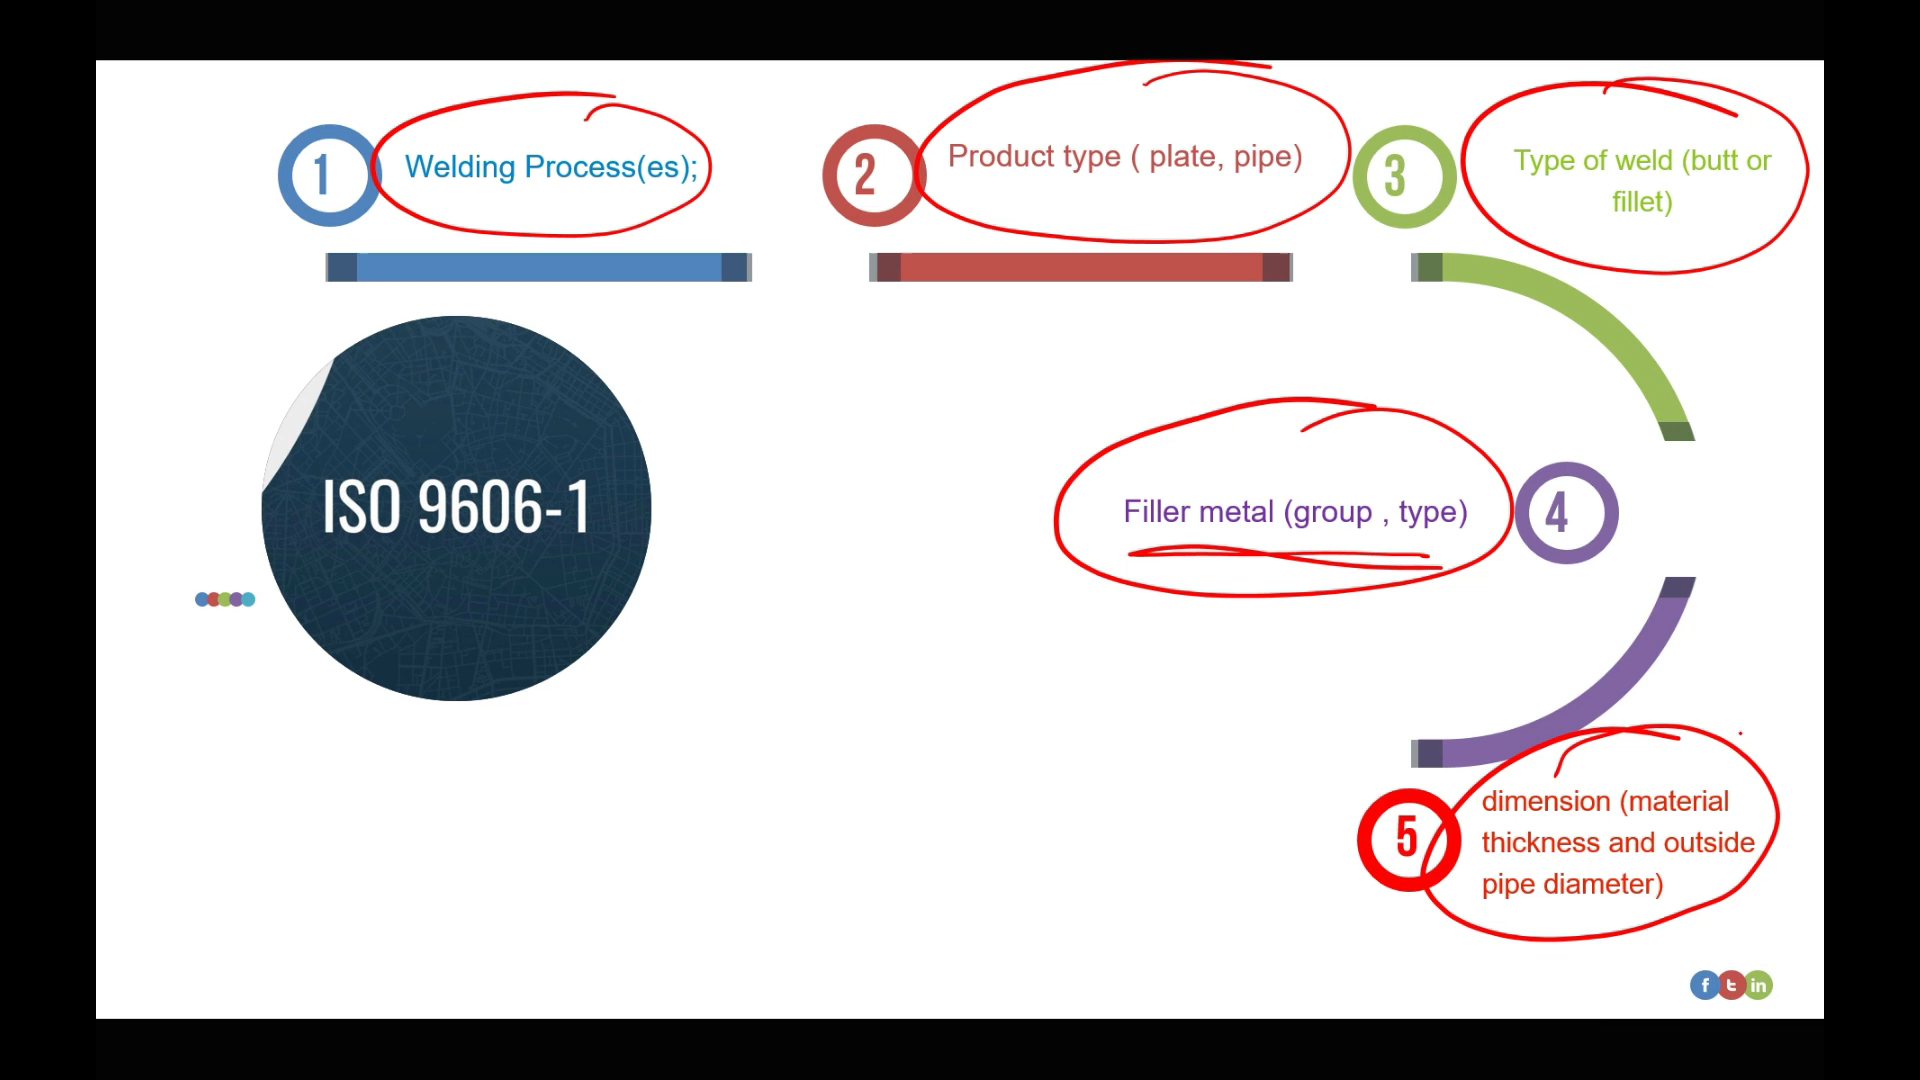 1
Welding Process(es);
2
Product type ( plate, pipe)
3
Type of weld (butt or
fillet)
ISO 9606-1
Filler metal (group , type)
4
5
dimension (material
thickness and outside
pipe diameter)
f t in